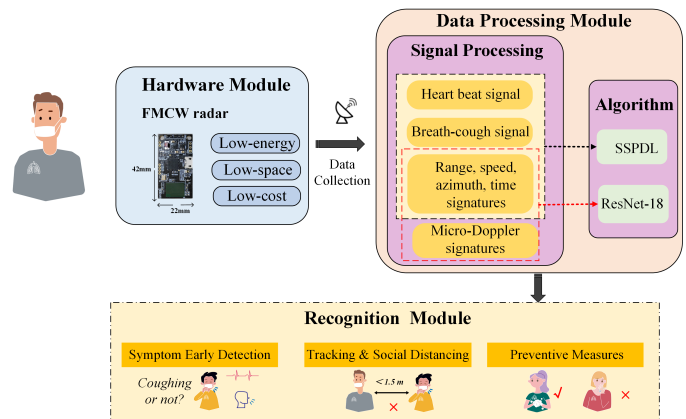 Data Processing Module
Signal Processing
Hardware Module
FMCW radar
Low-energy
Low-space
Low-cost
42mm
22mm
Data
Collection
Heart beat signal
Breath-cough signal
Range, speed,
azimuth, time
signatures
Micro-Doppler
signatures
Algorithm
SSPDL
ResNet-18
Recognition Module
Symptom Early Detection
Coughing
or not?
Tracking & Social Distancing
< 1.5 m
Preventive Measures